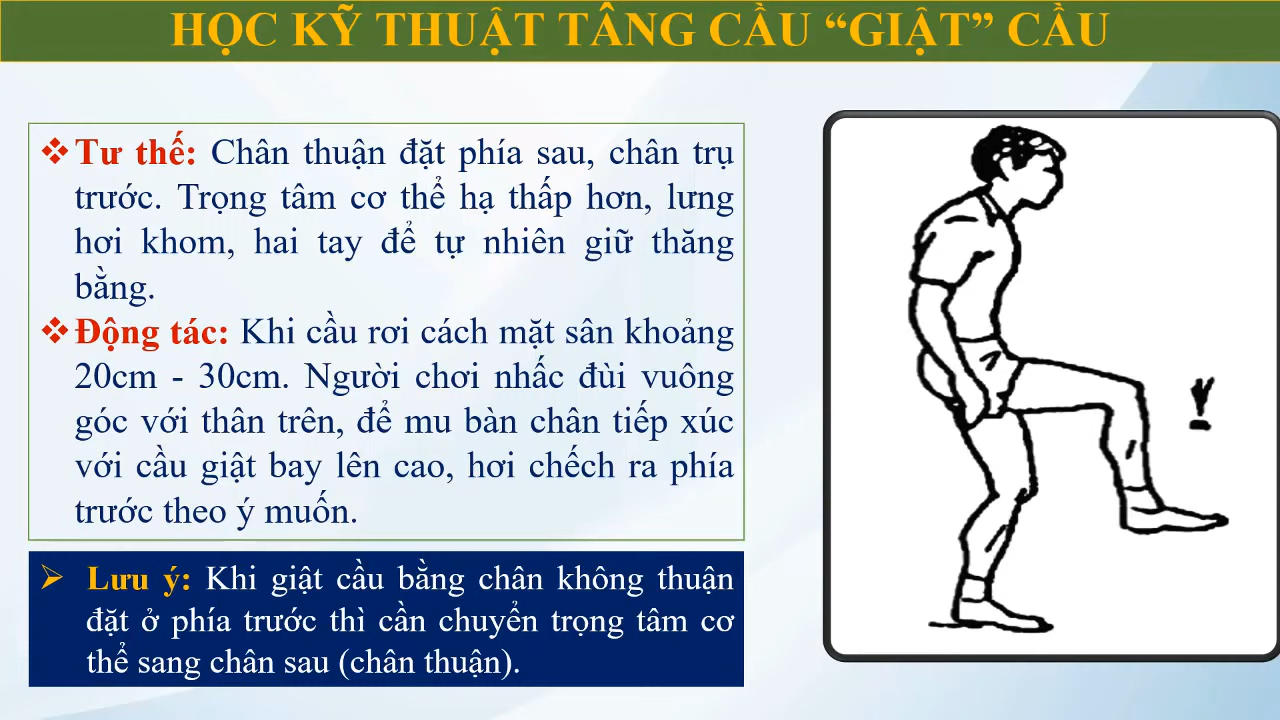 HỌC KỸ THUẬT TÂNG CẦU “GIẬT” CẦU
❖ Tư thế: Chân thuận đặt phía sau, chân trụ
trước. Trọng tâm cơ thể hạ thấp hơn, lưng
hơi khom, hai tay để tự nhiên giữ thăng
bằng.
❖ Động tác: Khi cầu rơi cách mặt sân khoảng
20cm - 30cm. Người chơi nhấc đùi vuông
góc với thân trên, để mu bàn chân tiếp xúc
với cầu giật bay lên cao, hơi chếch ra phía
trước theo ý muốn.
➢ Lưu ý: Khi giật cầu bằng chân không thuận
đặt ở phía trước thì cần chuyển trọng tâm cơ
thể sang chân sau (chân thuận).